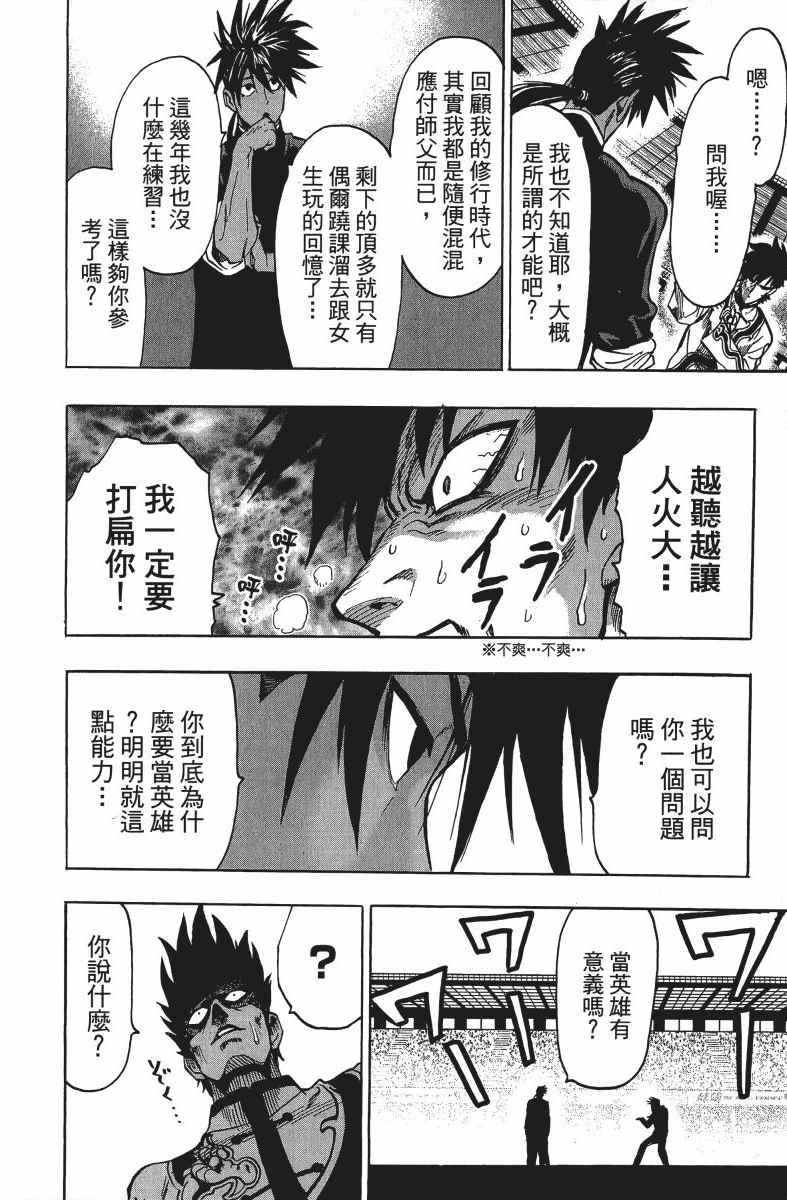 嗯……?
問我喔……
我也不知道耶，大概
是所謂的才能吧?
回顧我的修行時代，
其實我都是隨便混混
應付師父而已，
剩下的頂多就只有
偶爾蹺課溜去跟女
生玩的回憶了…
這幾年我也沒
什麼在練習…
這樣夠你參
考了嗎?
越聽越讓
人火大…
イライラ
※不爽…不爽…
我一定要
打扁你!
我也可以問
你一個問題
嗎?
你到底為什
麼要當英雄
?明明就這
點能力…
ワアワア
當英雄有
意義嗎?
?
你說什麼?